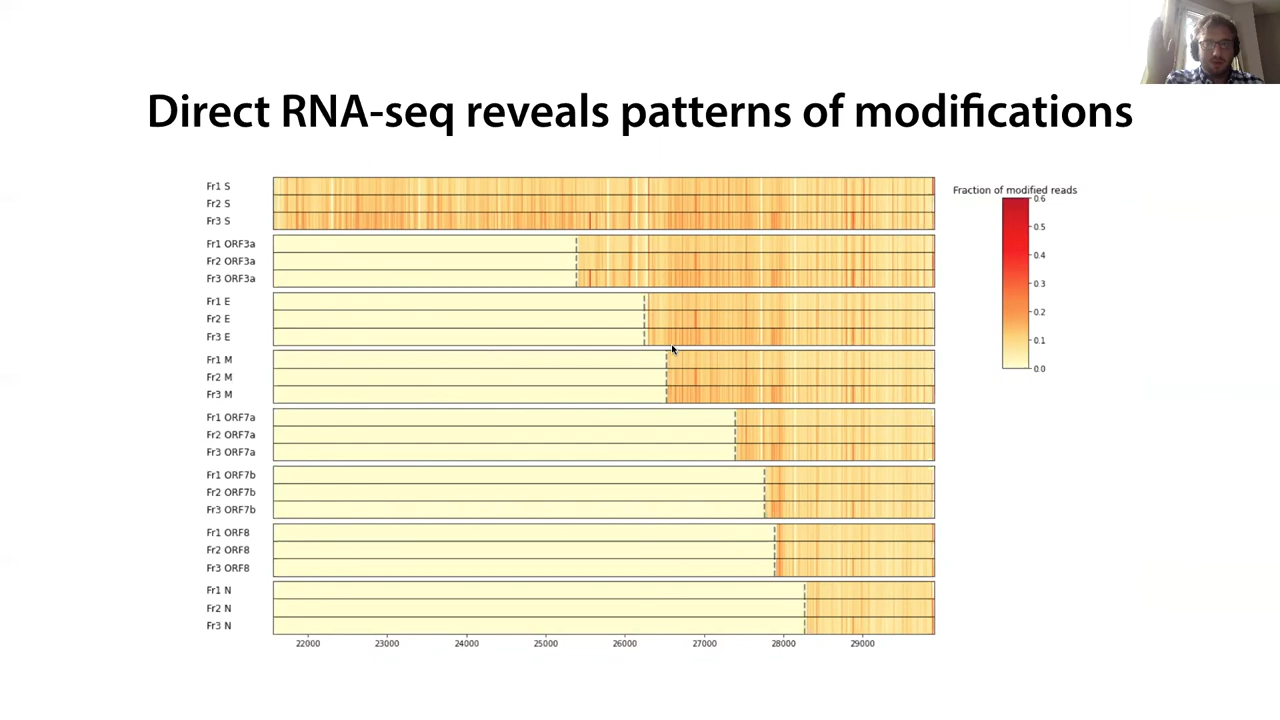 Direct RNA-seq reveals patterns of modifications
Fr1 S
Fr2 S
Fr3 S
Fr1 ORF3a
Fr2 ORF3a
Fr3 ORF3a
Fr1 E
Fr2 E
Fr3 E
Fr1 M
Fr2 M
Fr3 M
Fr1 ORF7a
Fr2 ORF7a
Fr3 ORF7a
Fr1 ORF7b
Fr2 ORF7b
Fr3 ORF7b
Fr1 ORF8
Fr2 ORF8
Fr3 ORF8
Fr1 N
Fr2 N
Fr3 N
22000 23000 24000 25000 26000 27000 28000 29000
Fraction of modified reads
0.6
0.5
0.4
0.3
0.2
0.1
0.0